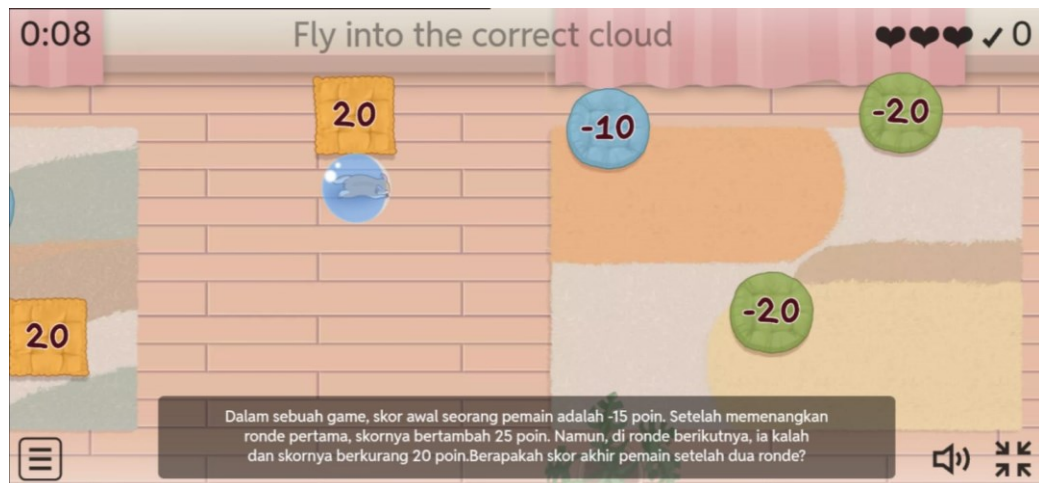 0:08
Fly into the correct cloud
0
20
-10
-20
-20
20
Dalam sebuah game, skor awal seorang pemain adalah -15 poin. Setelah memenangkan
ronde pertama, skornya bertambah 25 poin. Namun, di ronde berikutnya, ia kalah
dan skornya berkurang 20 poin.Berapakah skor akhir pemain setelah dua ronde?